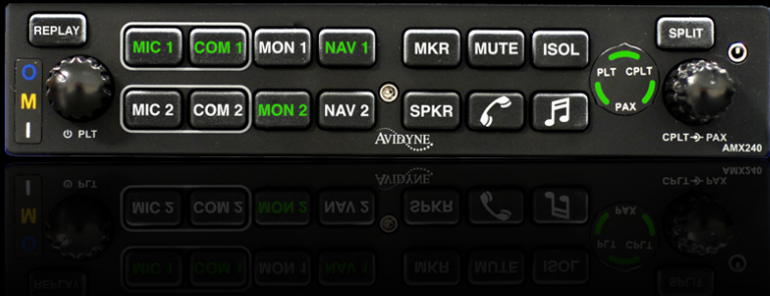 REPLAY
MIC 1 COM 1 MON 1 NAV 1 MKR MUTE ISOL SPLIT
O
M
I
PLT CPLT
PAX
MIC 2 COM 2 MON 2 NAV 2 SPKR
PLT
AVIDYNE
CPLT PAX
AMX240